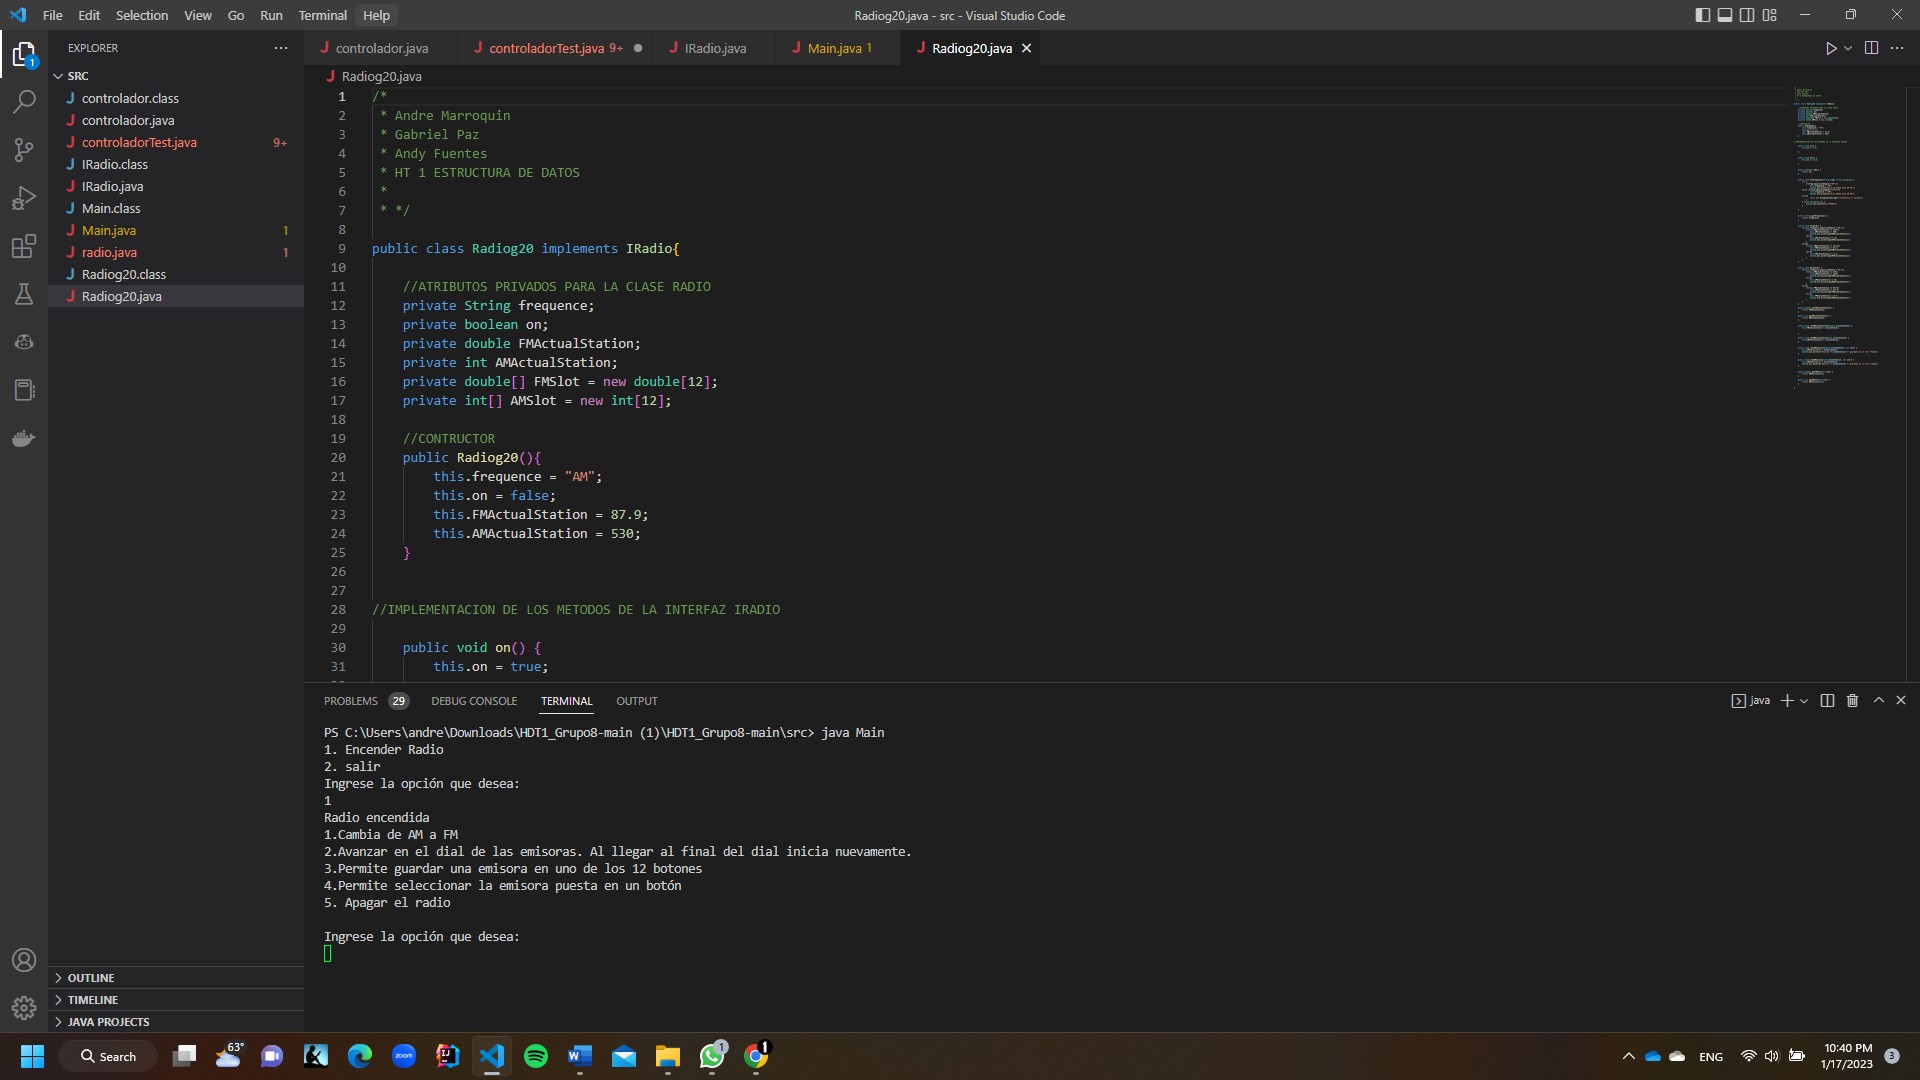 File Edit Selection View Go Run Terminal Help
Radiog20.java - src - Visual Studio Code
EXPLORER
controlador.java
controladorTest.java 9+
IRadio.java
Main.java 1
Radiog20.java
SRC
controlador.class
controlador.java
controladorTest.java 9+
IRadio.class
IRadio.java
Main.class
Main.java 1
radio.java 1
Radiog20.class
Radiog20.java
OUTLINE
TIMELINE
JAVA PROJECTS
1
Radiog20.java
1 /*
2 * Andre Marroquin
3 * Gabriel Paz
4 * Andy Fuentes
5 * HT 1 ESTRUCTURA DE DATOS
6 *
7 * */
8
9 public class Radiog20 implements IRadio{
10
11 //ATRIBUTOS PRIVADOS PARA LA CLASE RADIO
12 private String frequence;
13 private boolean on;
14 private double FMActualStation;
15 private int AMActualStation;
16 private double[] FMSlot = new double[12];
17 private int[] AMSlot = new int[12];
18
19 //CONTRUCTOR
20 public Radiog20(){
21 this.frequence = "AM";
22 this.on = false;
23 this.FMActualStation = 87.9;
24 this.AMActualStation = 530;
25 }
26
27
28 //IMPLEMENTACION DE LOS METODOS DE LA INTERFAZ IRADIO
29
30 public void on() {
31 this.on = true;
PROBLEMS 29 DEBUG CONSOLE TERMINAL OUTPUT
java
PS C:\Users\andre\Downloads\HDT1_Grupo8-main (1)\HDT1_Grupo8-main\src> java Main
1. Encender Radio
2. salir
Ingrese la opción que desea:
1
Radio encendida
1.Cambia de AM a FM
2.Avanzar en el dial de las emisoras. Al llegar al final del dial inicia nuevamente.
3.Permite guardar una emisora en uno de los 12 botones
4.Permite seleccionar la emisora puesta en un botón
5. Apagar el radio
Ingrese la opción que desea:
Search
63°
zoom
1
1
ENG
10:40 PM
1/17/2023
3